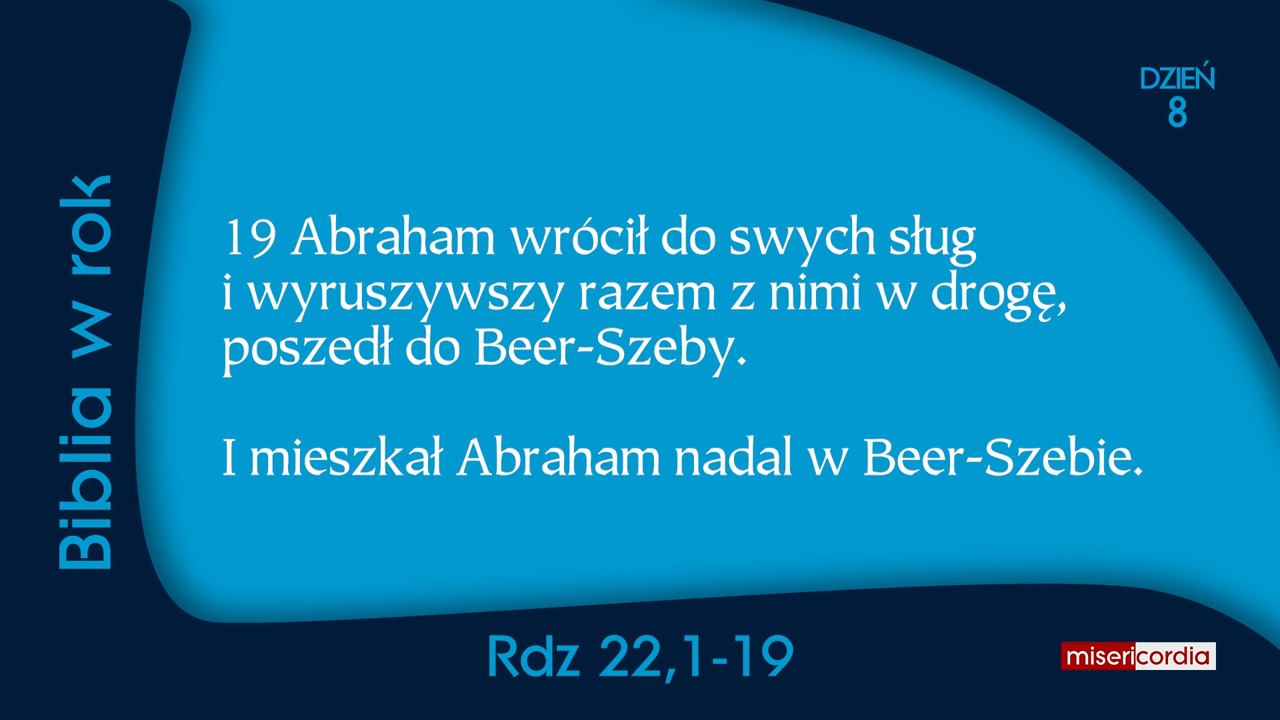 DZIEŃ
8
Biblia w rok
19 Abraham wrócił do swych sług
i wyruszywszy razem z nimi w drogę,
poszedł do Beer-Szeby.
I mieszkał Abraham nadal w Beer-Szebie.
Rdz 22,1-19
misericordia